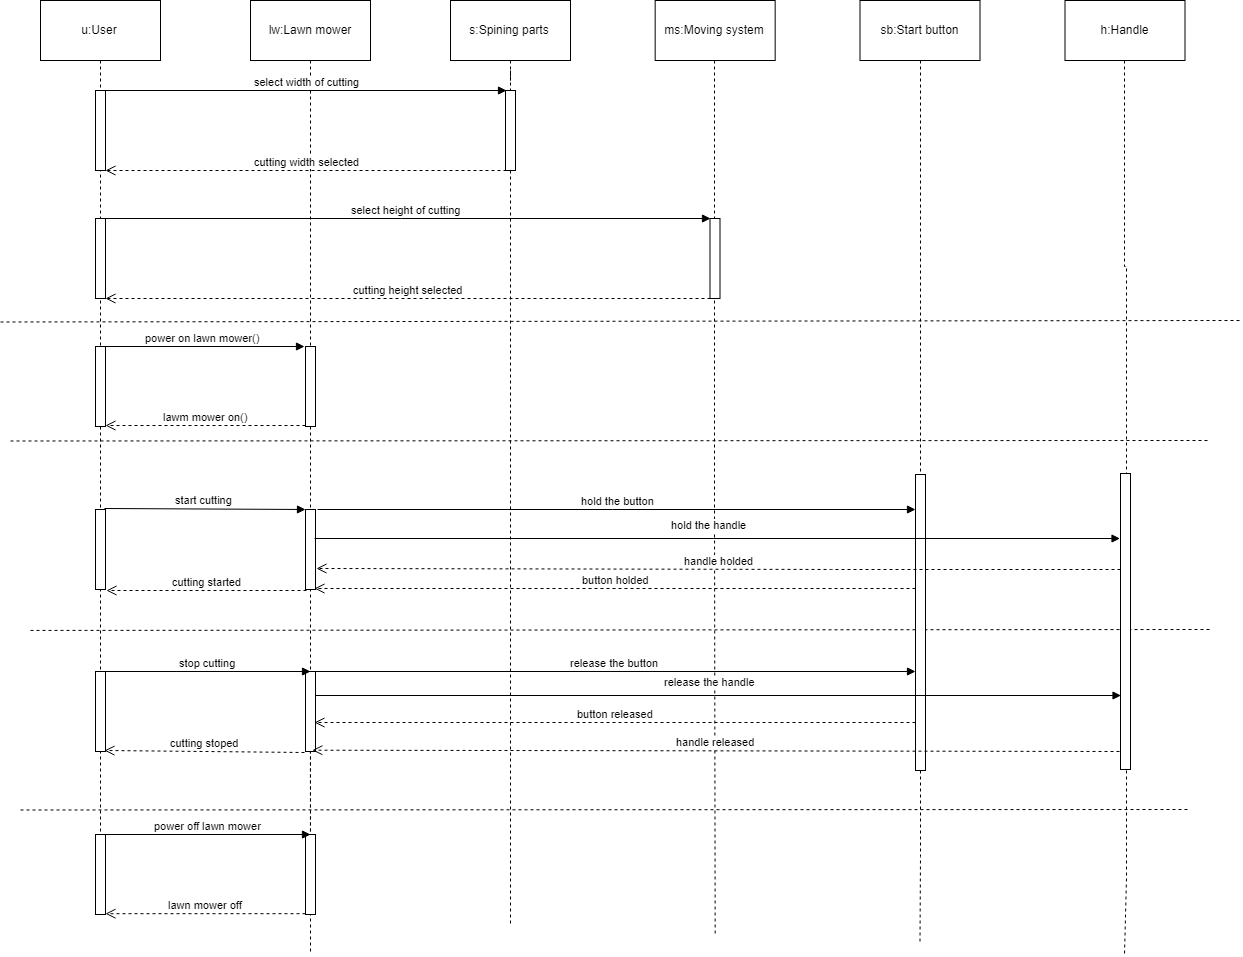 u:User
lw:Lawn mower
s:Spining parts
ms:Moving system
sb:Start button
h:Handle
select width of cutting
cutting width selected
select height of cutting
cutting height selected
power on lawn mower()
lawm mower on()
start cutting
hold the button
hold the handle
handle holded
button holded
cutting started
stop cutting
release the button
release the handle
button released
handle released
cutting stoped
power off lawn mower
lawn mower off